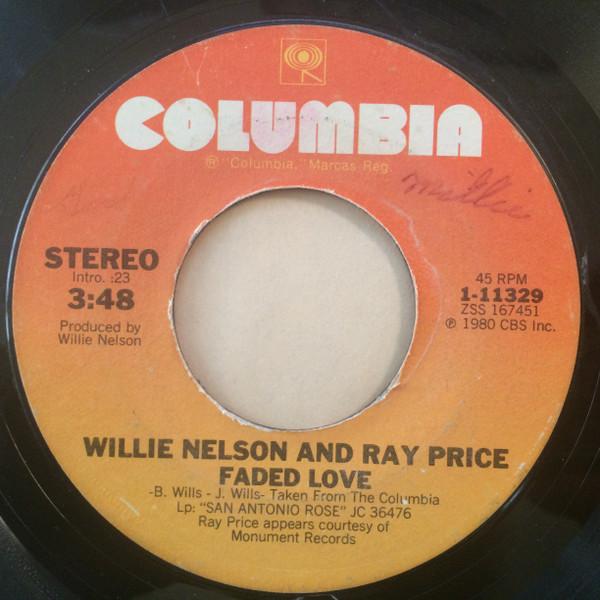 COLUMBIA
® "Columbia," Marcas Reg.
Millie
STEREO
Intro. :23
3:48
Produced by
Willie Nelson
45 RPM
1-11329
ZSS 167451
℗ 1980 CBS Inc.
WILLIE NELSON AND RAY PRICE
FADED LOVE
-B. Wills - J. Wills- Taken From The Columbia
Lp: "SAN ANTONIO ROSE" JC 36476
Ray Price appears courtesy of
Monument Records